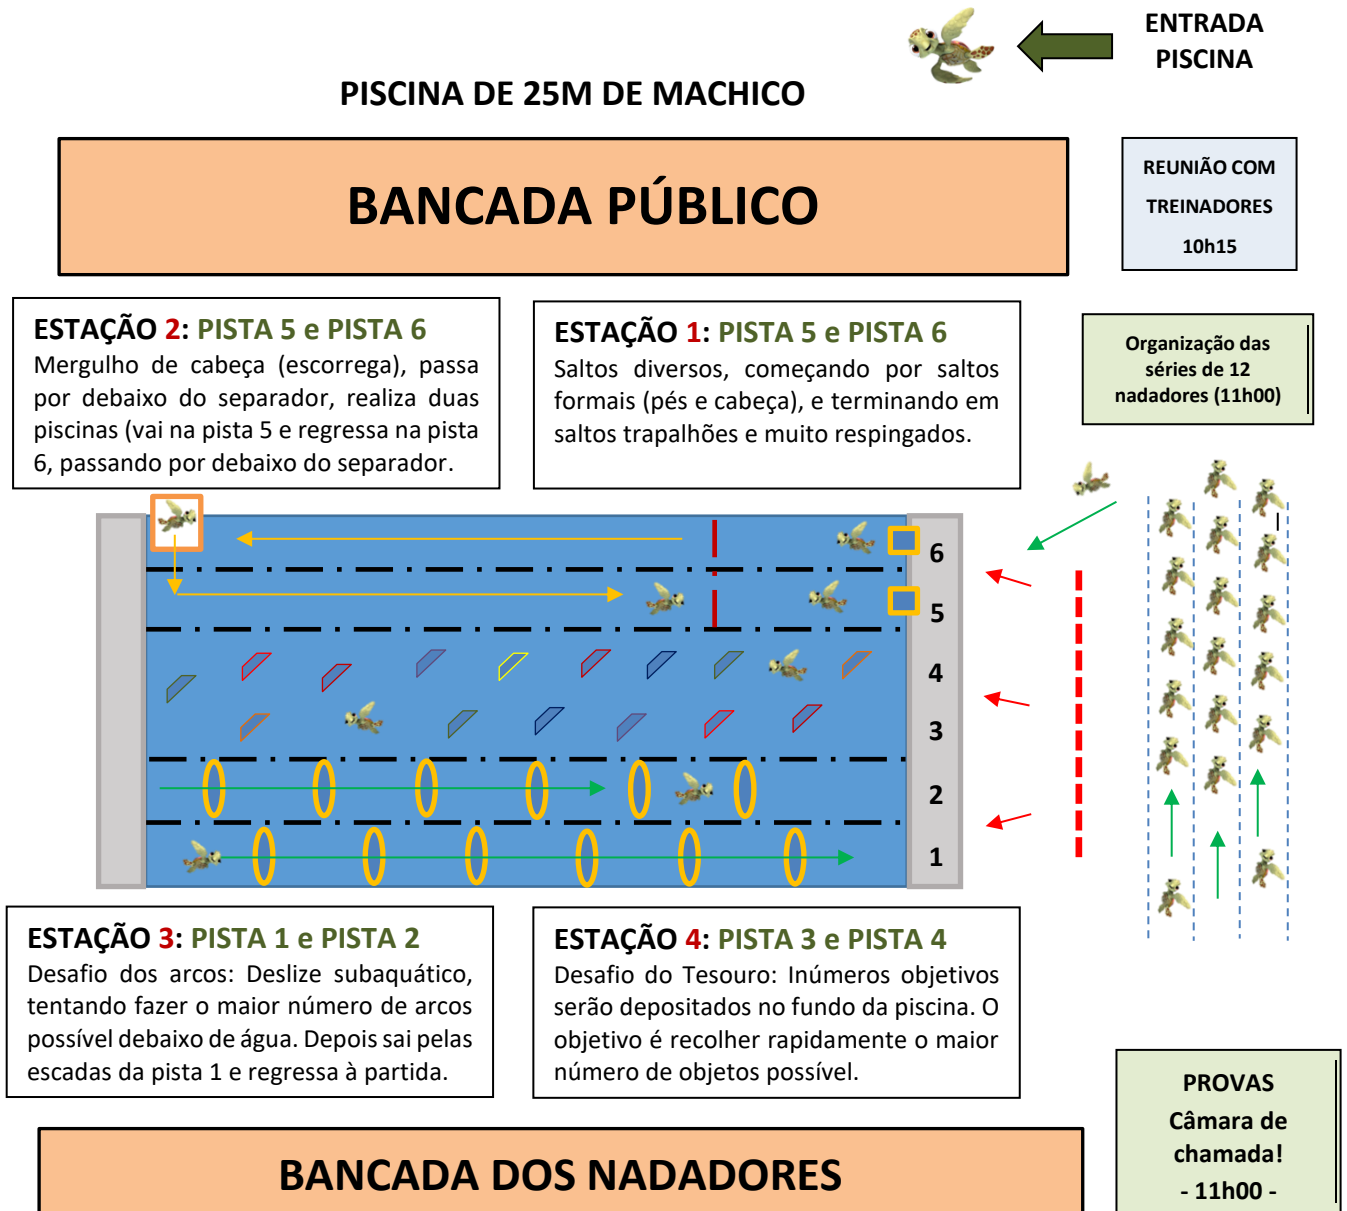 ENTRADA
PISCINA
PISCINA DE 25M DE MACHICO
BANCADA PÚBLICO
REUNIÃO COM
TREINADORES
10h15
ESTAÇÃO 2: PISTA 5 e PISTA 6
Mergulho de cabeça (escorrega), passa
por debaixo do separador, realiza duas
piscinas (vai na pista 5 e regressa na pista
6, passando por debaixo do separador.
ESTAÇÃO 1: PISTA 5 e PISTA 6
Saltos diversos, começando por saltos
formais (pés e cabeça), e terminando em
saltos trapalhões e muito respingados.
Organização das
séries de 12
nadadores (11h00)
6
5
4
3
2
1
ESTAÇÃO 3: PISTA 1 e PISTA 2
Desafio dos arcos: Deslize subaquático,
tentando fazer o maior número de arcos
possível debaixo de água. Depois sai pelas
escadas da pista 1 e regressa à partida.
ESTAÇÃO 4: PISTA 3 e PISTA 4
Desafio do Tesouro: Inúmeros objetivos
serão depositados no fundo da piscina. O
objetivo é recolher rapidamente o maior
número de objetos possível.
PROVAS
Câmara de
chamada!
- 11h00 -
BANCADA DOS NADADORES